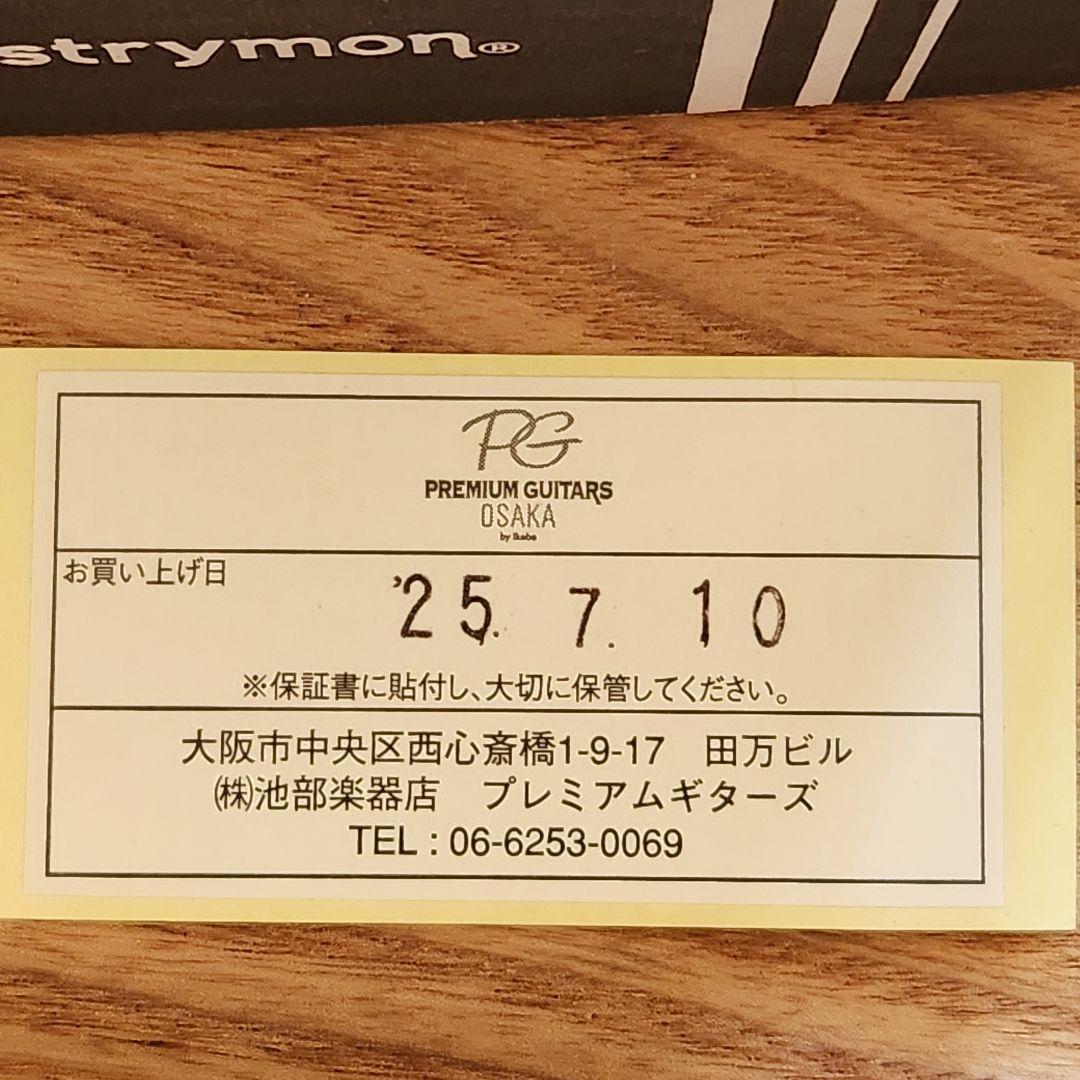 strymon®
PG
PREMIUM GUITARS
OSAKA
by Ikebe
お買い上げ日
'25. 7. 10
※保証書に貼付し、大切に保管してください。
大阪市中央区西心斎橋1-9-17　田万ビル
㈱池部楽器店　プレミアムギターズ
TEL : 06-6253-0069